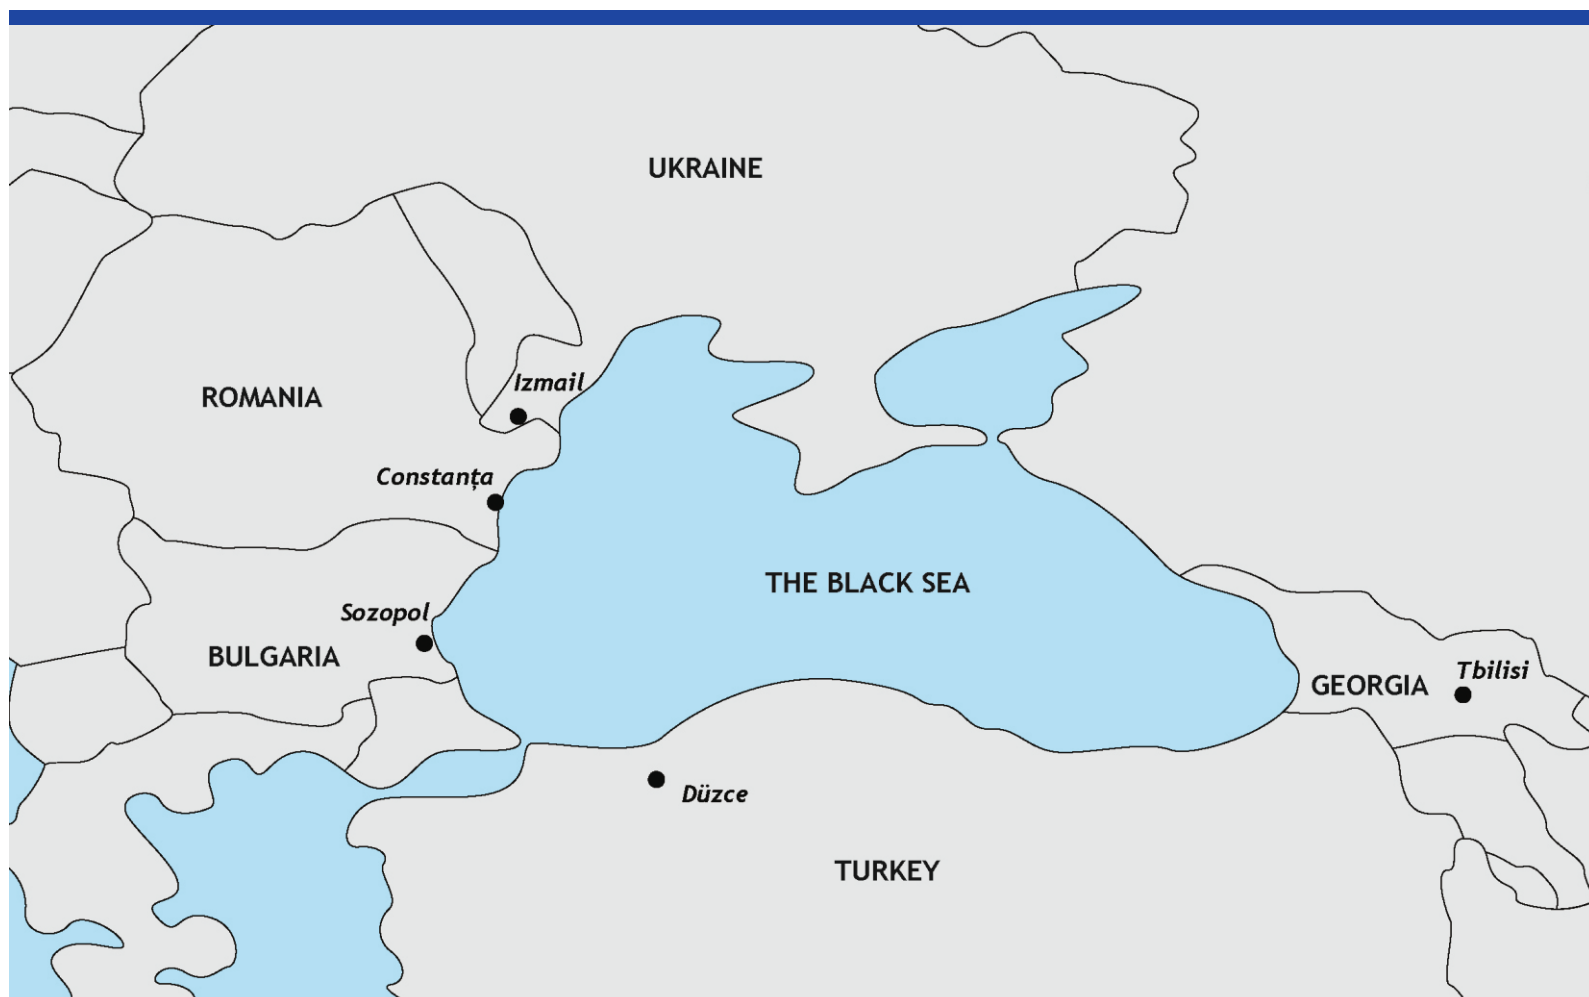 UKRAINE
Izmail
ROMANIA
Constanța
THE BLACK SEA
Sozopol
BULGARIA
Tbilisi
GEORGIA
Düzce
TURKEY